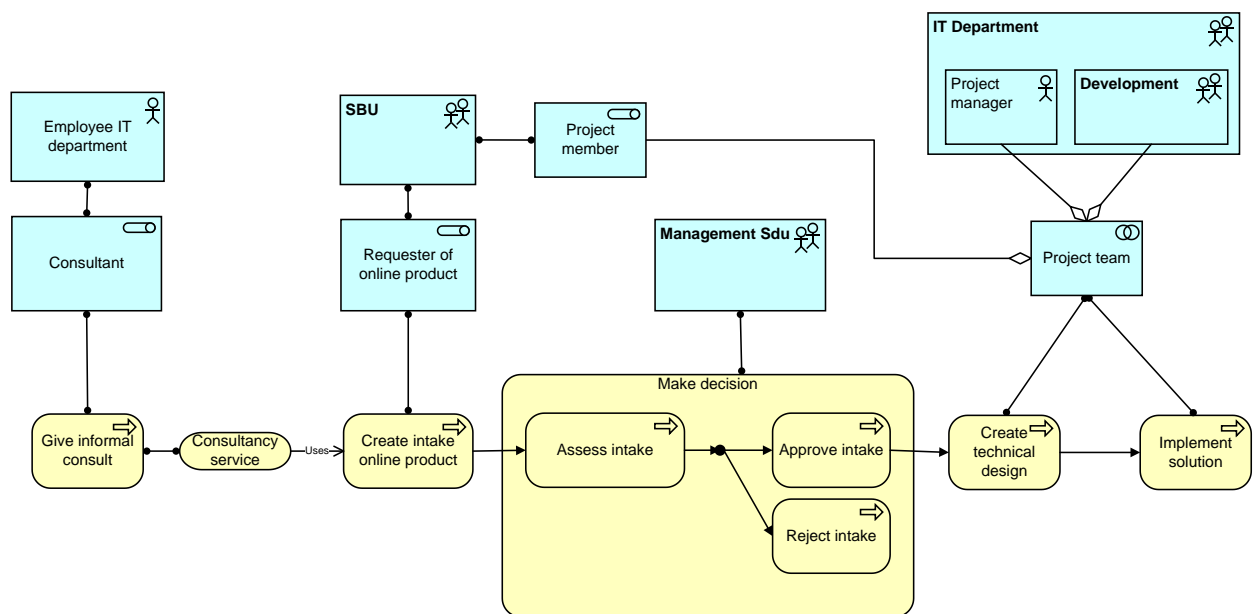 IT Department
Project
manager
Development
Employee IT
department
SBU
Project
member
Consultant
Requester of
online product
Management Sdu
Project team
Make decision
Give informal
consult
Consultancy
service
Uses
Create intake
online product
Assess intake
Approve intake
Reject intake
Create
technical
design
Implement
solution